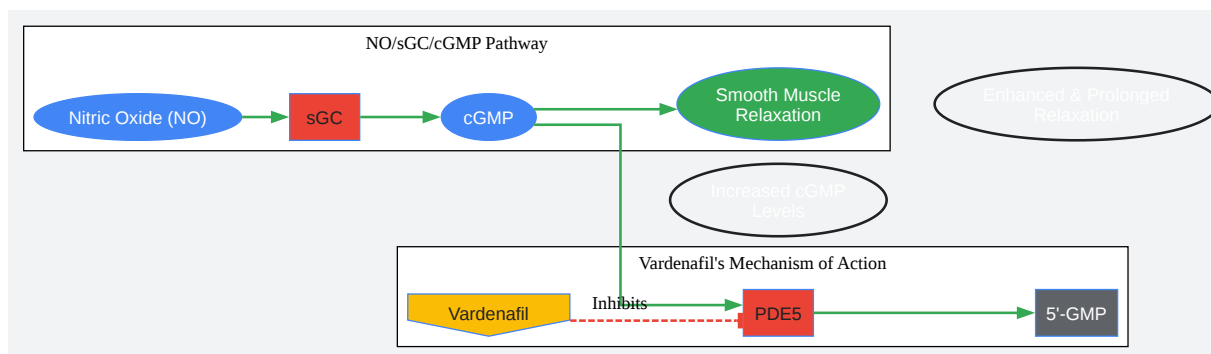 NO/sGC/cGMP Pathway
Nitric Oxide (NO)
sGC
cGMP
Smooth Muscle
Relaxation
Enhanced & Prolonged
Relaxation
Increased cGMP
Levels
Vardenafil's Mechanism of Action
Vardenafil
Inhibits
PDE5
5'-GMP